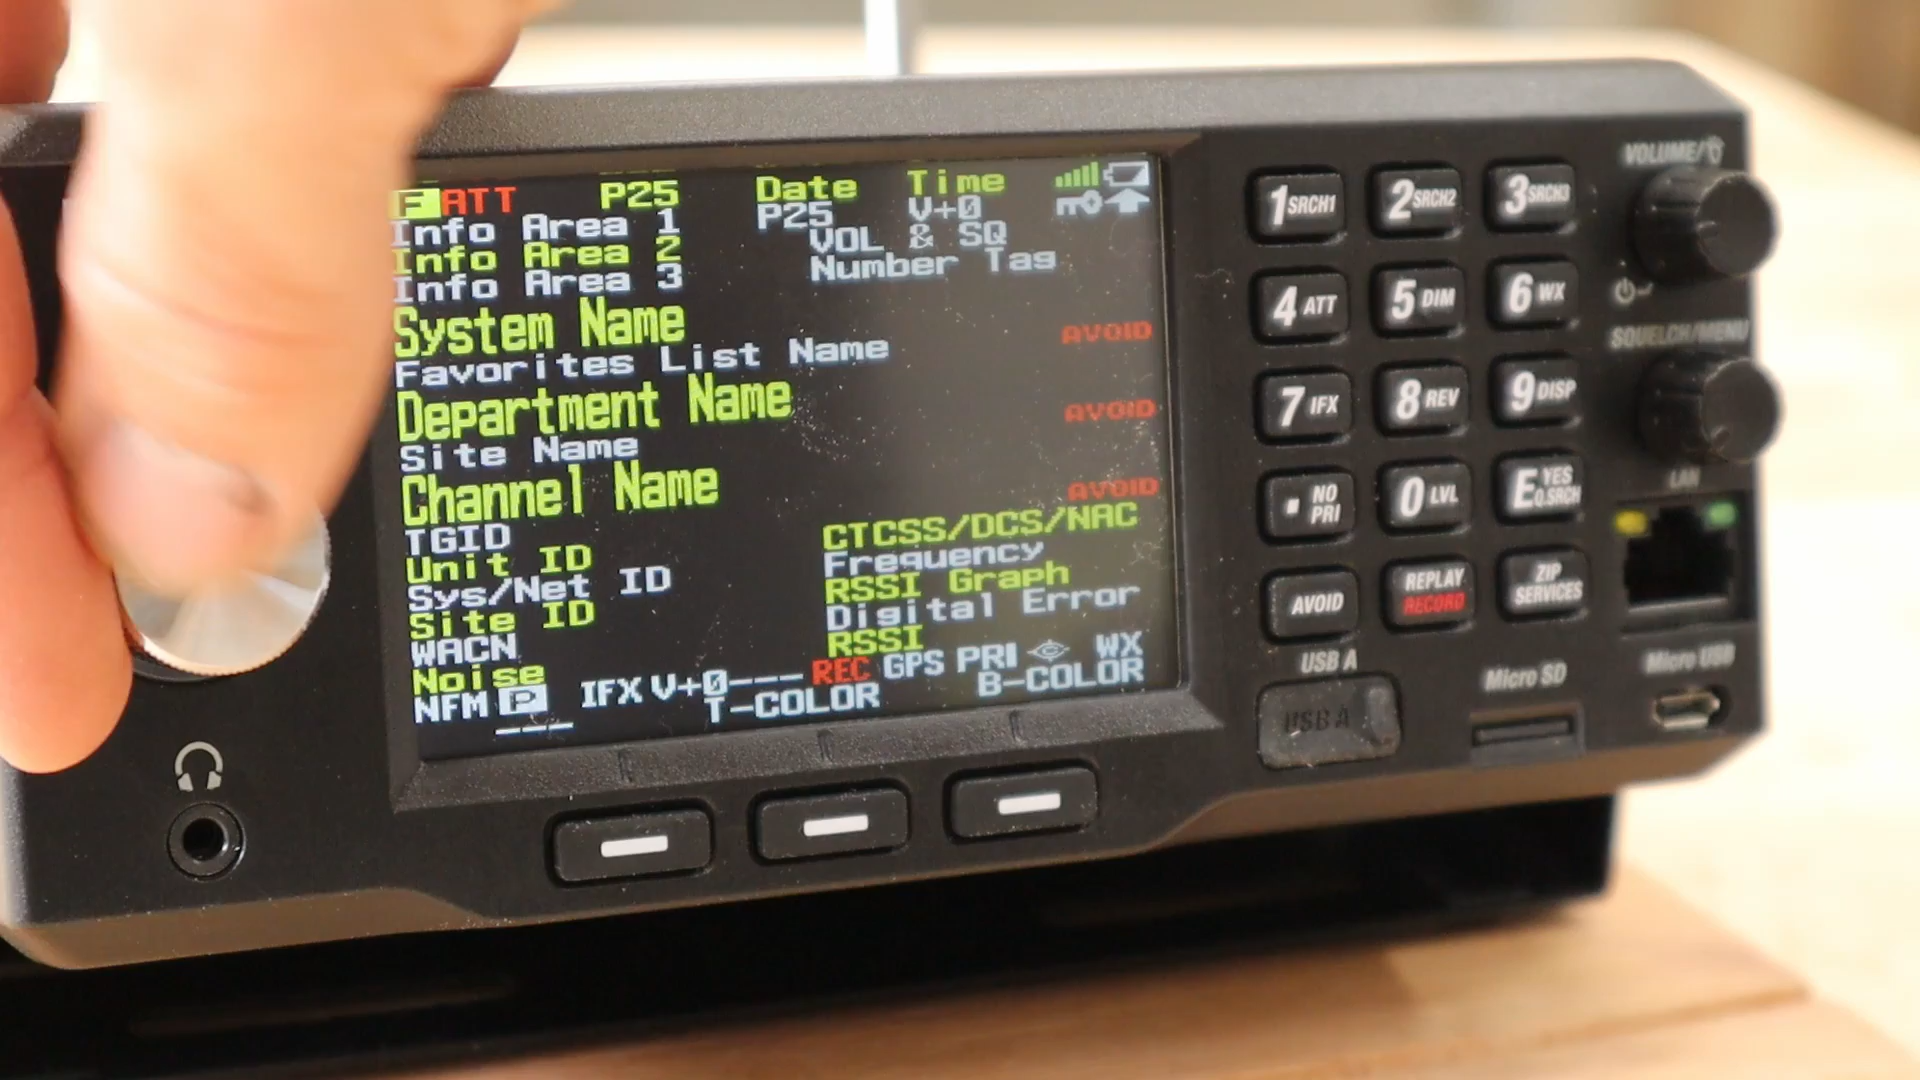 F ATT P25 Date Time
Info Area 1 P25 V+0
Info Area 2 VOL & SQ
Info Area 3 Number Tag
System Name AVOID
Favorites List Name
Department Name AVOID
Site Name
Channel Name AVOID
TGID CTCSS/DCS/NAC
Unit ID Frequency
Sys/Net ID RSSI Graph
Site ID Digital Error
WACN RSSI
Noise REC GPS PRI WX
NFM P IFX V+0---
--- T-COLOR B-COLOR
1 SRCH1 2 SRCH2 3 SRCH3
4 ATT 5 DIM 6 WX
7 IFX 8 REV 9 DISP
. NO PRI 0 LVL E YES Q.SRCH
AVOID REPLAY RECORD ZIP SERVICES
VOLUME/
SQUELCH/MENU
LAN
USB A Micro SD Micro USB
USB A